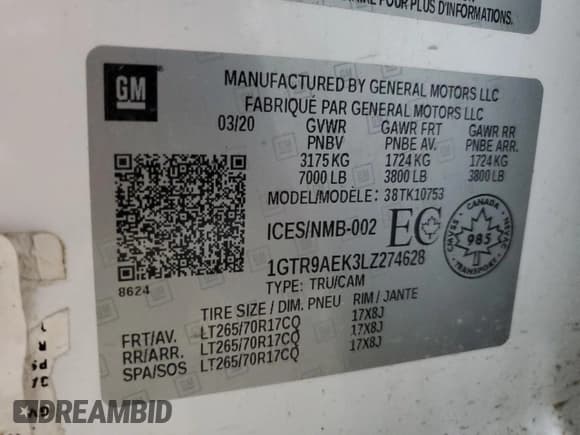 PLUS D'INFORMATIONS.
GM
MANUFACTURED BY GENERAL MOTORS LLC
FABRIQUÉ PAR GENERAL MOTORS LLC
03/20 GVWR GAWR FRT GAWR RR
PNBV PNBE AV. PNBE ARR.
3175 KG 1724 KG 1724 KG
7000 LB 3800 LB 3800 LB
MODEL/MODÈLE: 38TK10753
ICES/NMB-002 EC
CANADA
CMVSS 985 NSVAC
TRANSPORT
1GTR9AEK3LZ274628
8624
TYPE: TRU/CAM
TIRE SIZE / DIM. PNEU RIM / JANTE
FRT/AV. LT265/70R17CQ 17X8J
RR/ARR. LT265/70R17CQ 17X8J
SPA/SOS LT265/70R17CQ 17X8J
DREAMBID